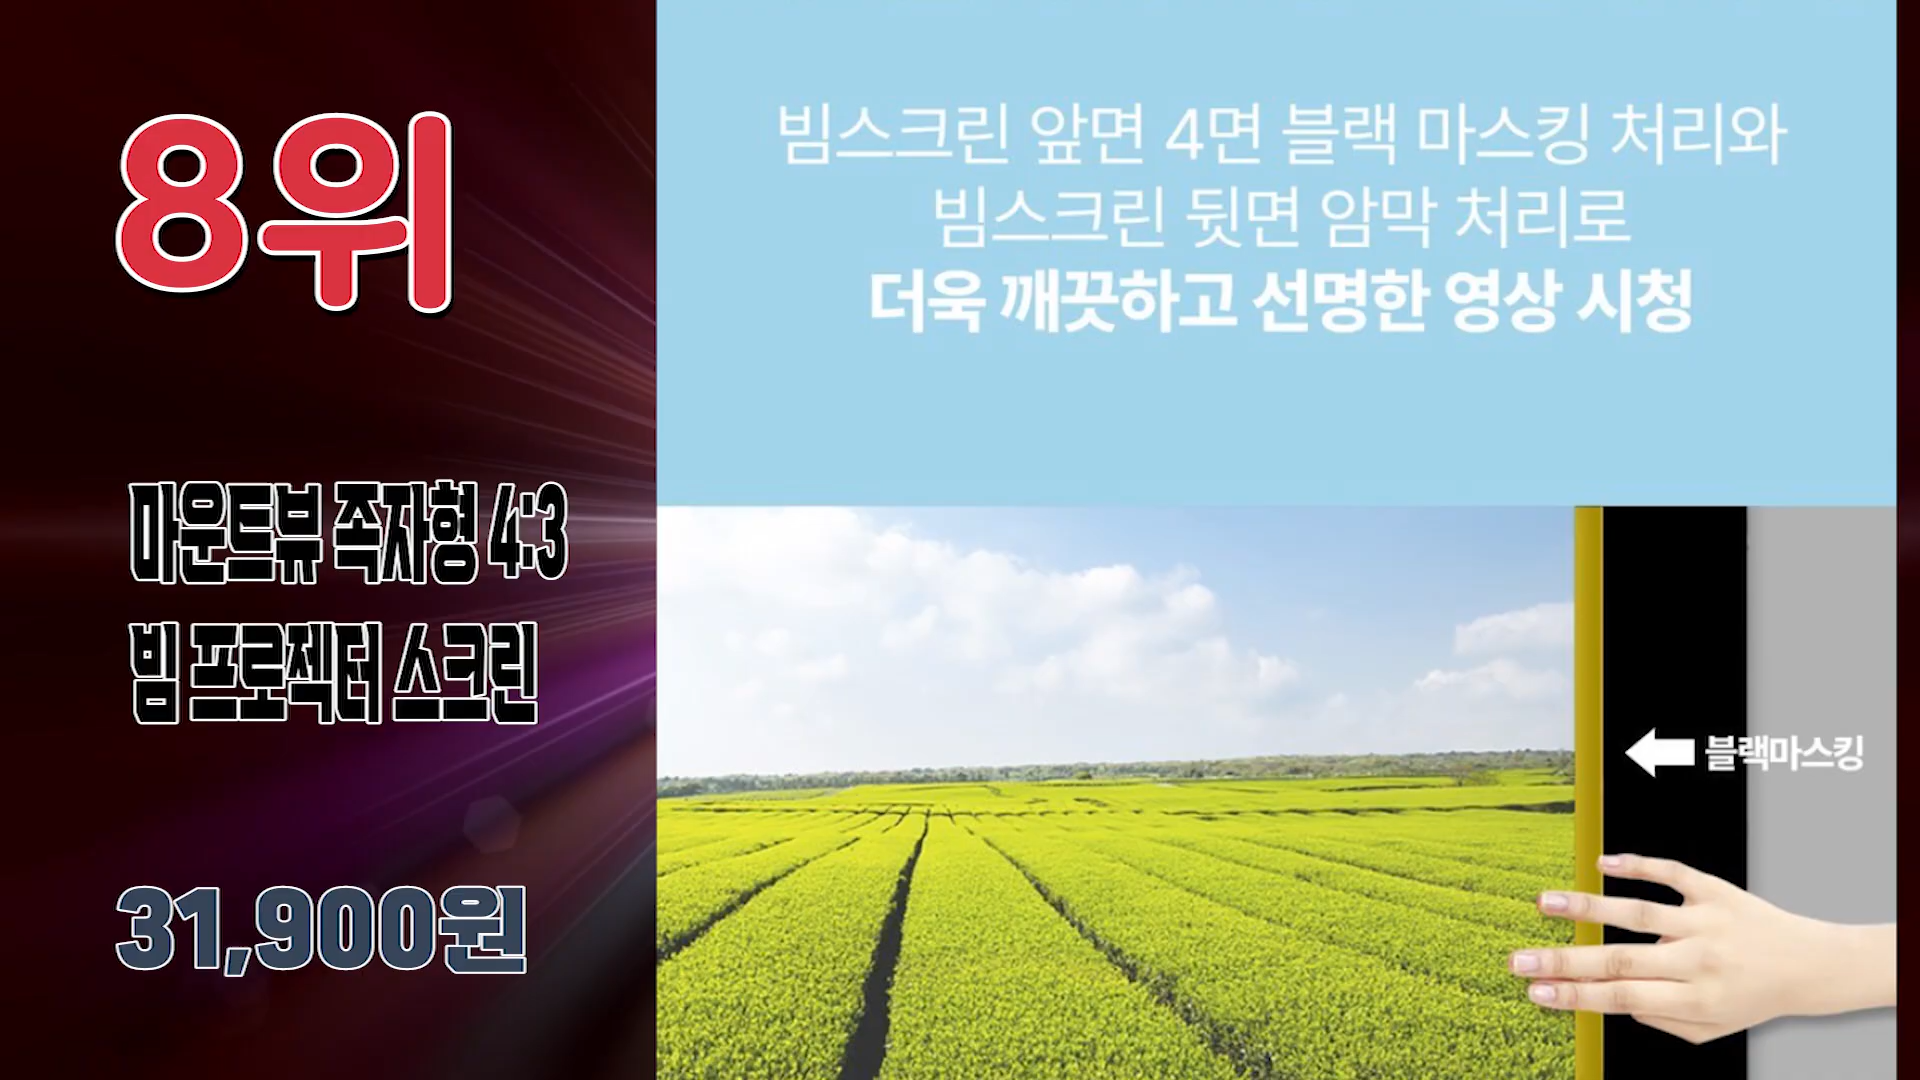 8위
마운트뷰 족자형 4:3
빔 프로젝터 스크린
31,900원
빔스크린 앞면 4면 블랙 마스킹 처리와
빔스크린 뒷면 암막 처리로
더욱 깨끗하고 선명한 영상 시청
블랙마스킹